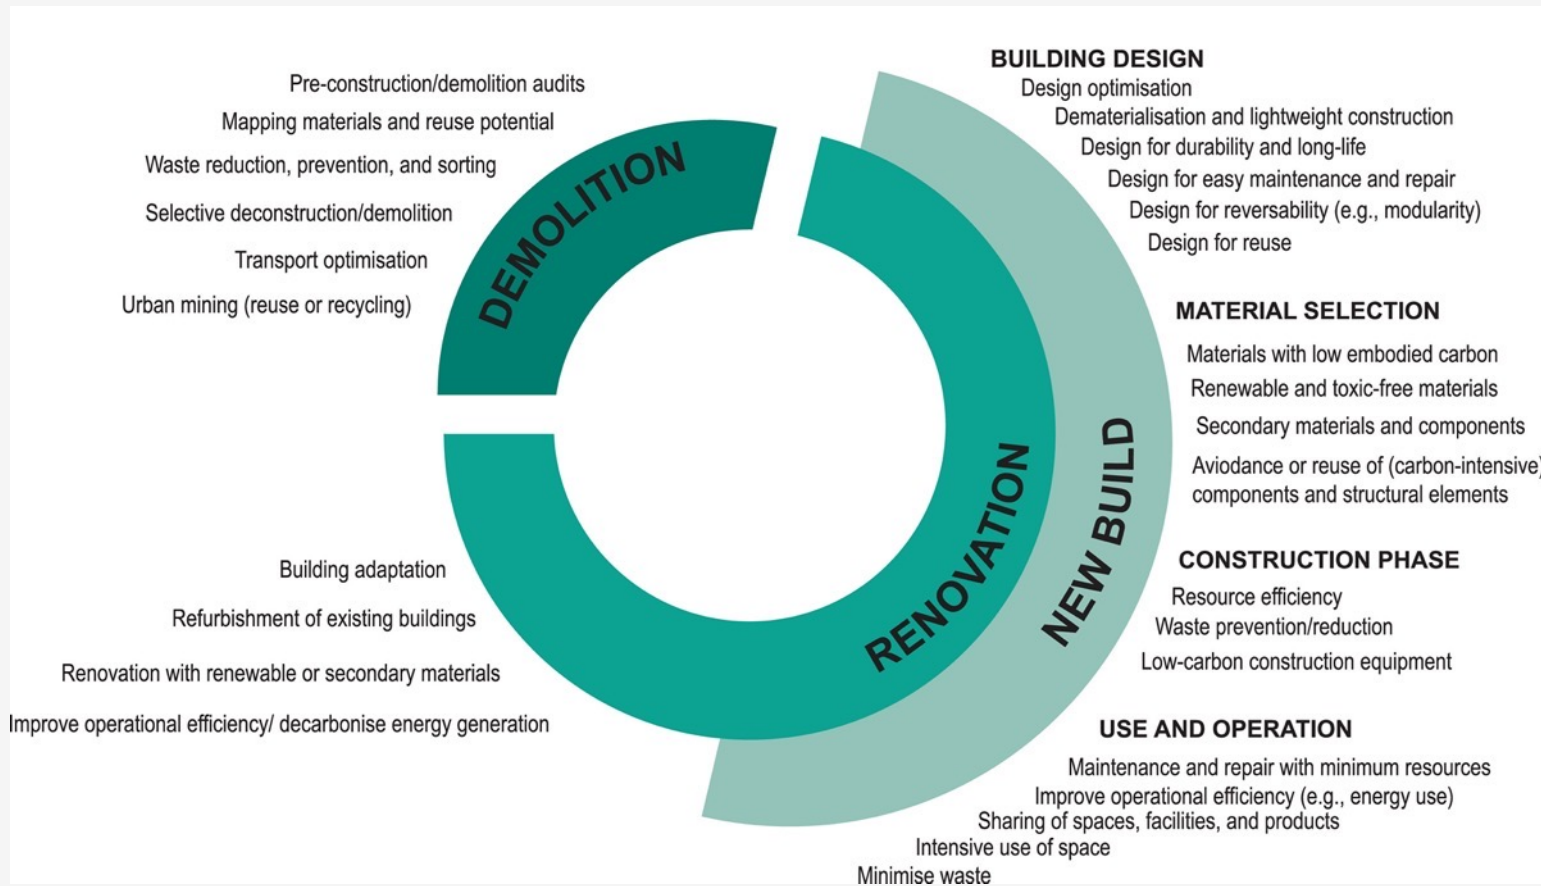 Pre-construction/demolition audits
Mapping materials and reuse potential
Waste reduction, prevention, and sorting
Selective deconstruction/demolition
Transport optimisation
Urban mining (reuse or recycling)
DEMOLITION
Building adaptation
Refurbishment of existing buildings
Renovation with renewable or secondary materials
Improve operational efficiency/ decarbonise energy generation
RENOVATION
NEW BUILD
BUILDING DESIGN
Design optimisation
Dematerialisation and lightweight construction
Design for durability and long-life
Design for easy maintenance and repair
Design for reversability (e.g., modularity)
Design for reuse
MATERIAL SELECTION
Materials with low embodied carbon
Renewable and toxic-free materials
Secondary materials and components
Aviodance or reuse of (carbon-intensive)
components and structural elements
CONSTRUCTION PHASE
Resource efficiency
Waste prevention/reduction
Low-carbon construction equipment
USE AND OPERATION
Maintenance and repair with minimum resources
Improve operational efficiency (e.g., energy use)
Sharing of spaces, facilities, and products
Intensive use of space
Minimise waste